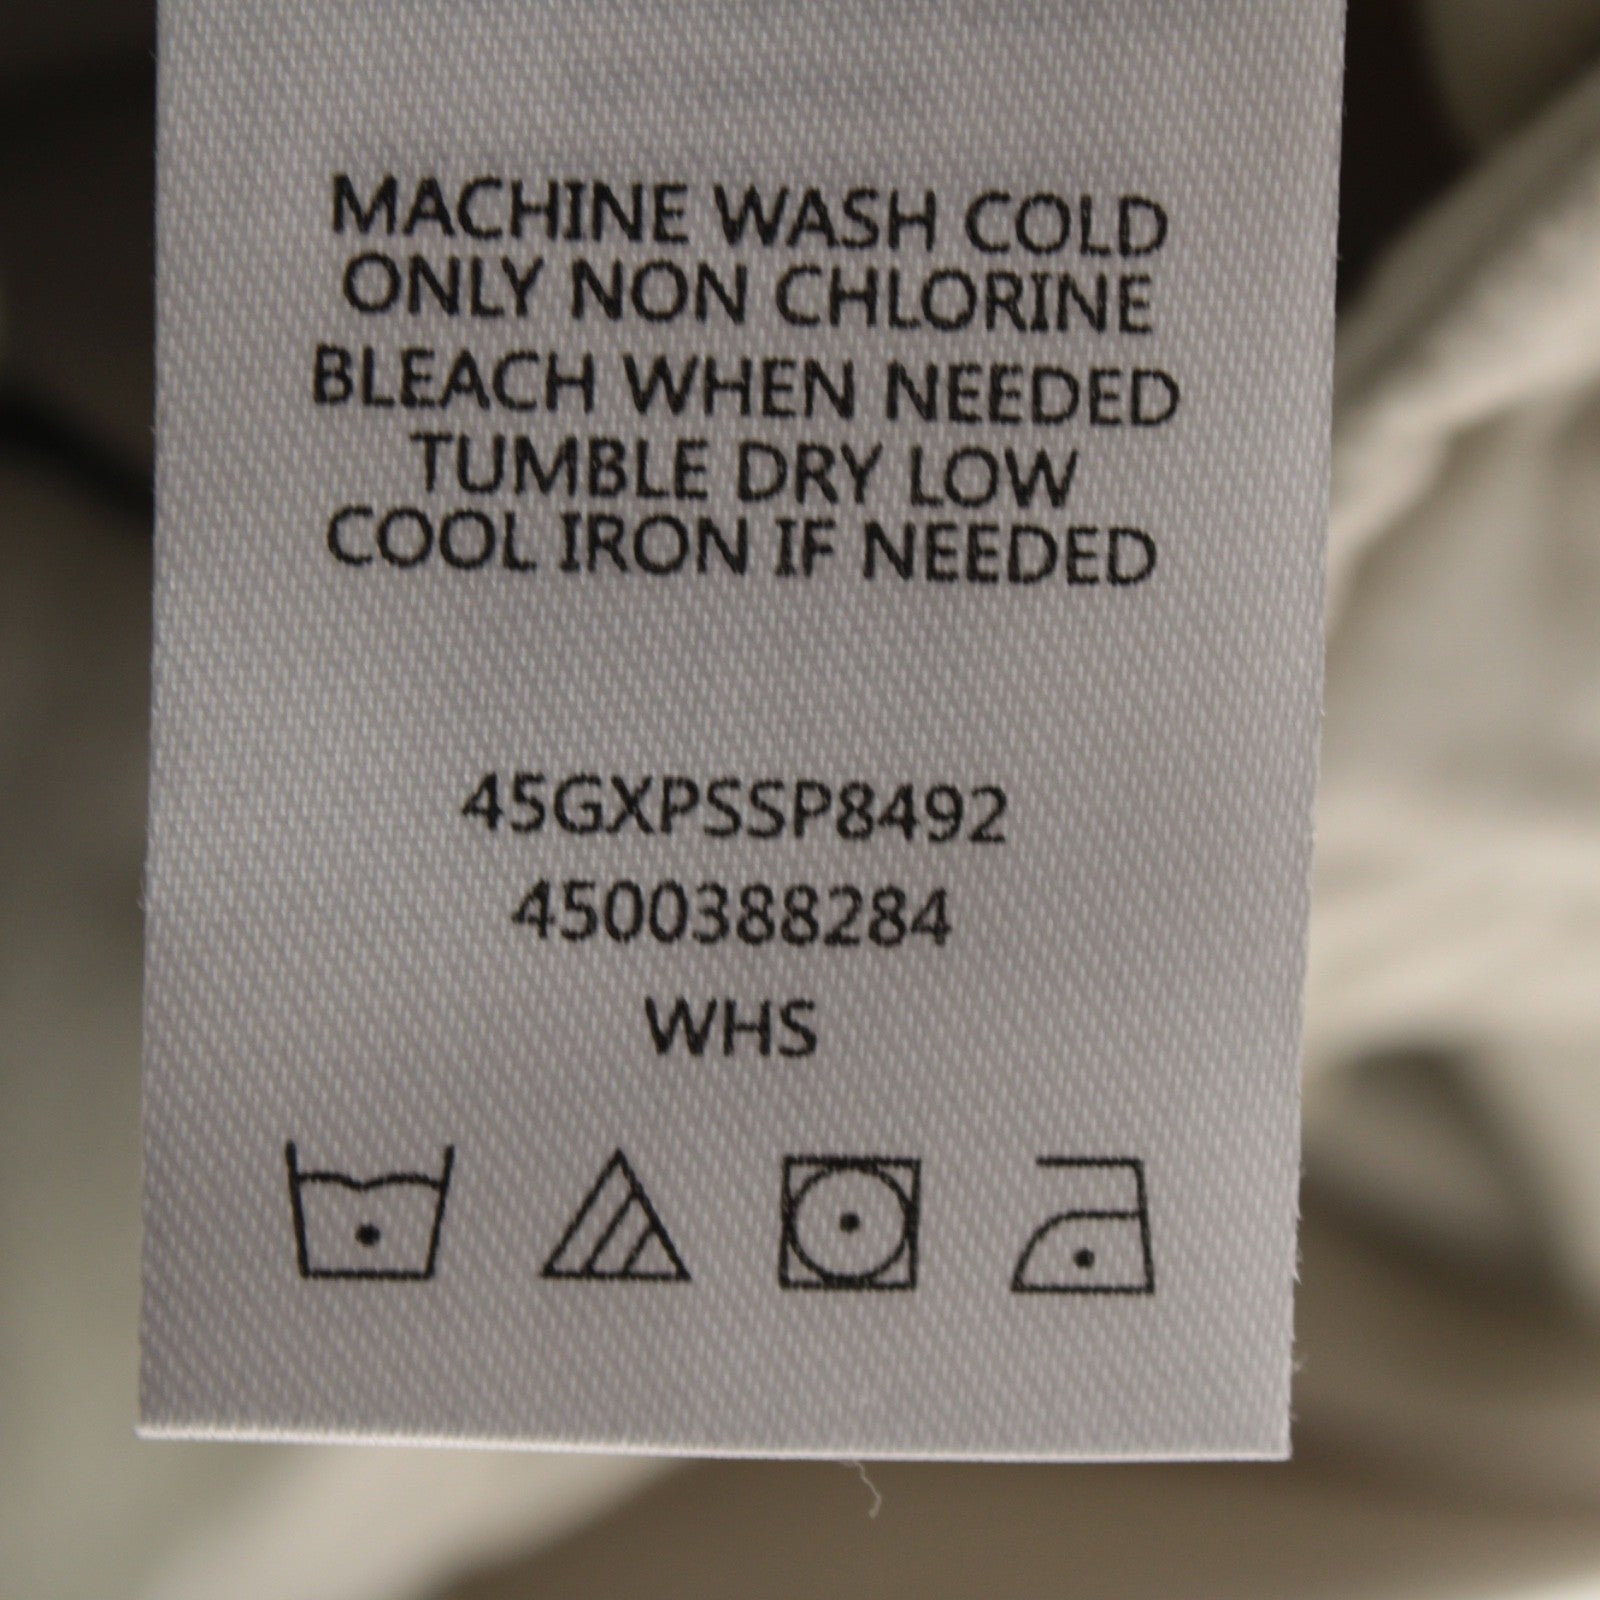 MACHINE WASH COLD
ONLY NON CHLORINE
BLEACH WHEN NEEDED
TUMBLE DRY LOW
COOL IRON IF NEEDED
45GXPSSP8492
4500388284
WHS